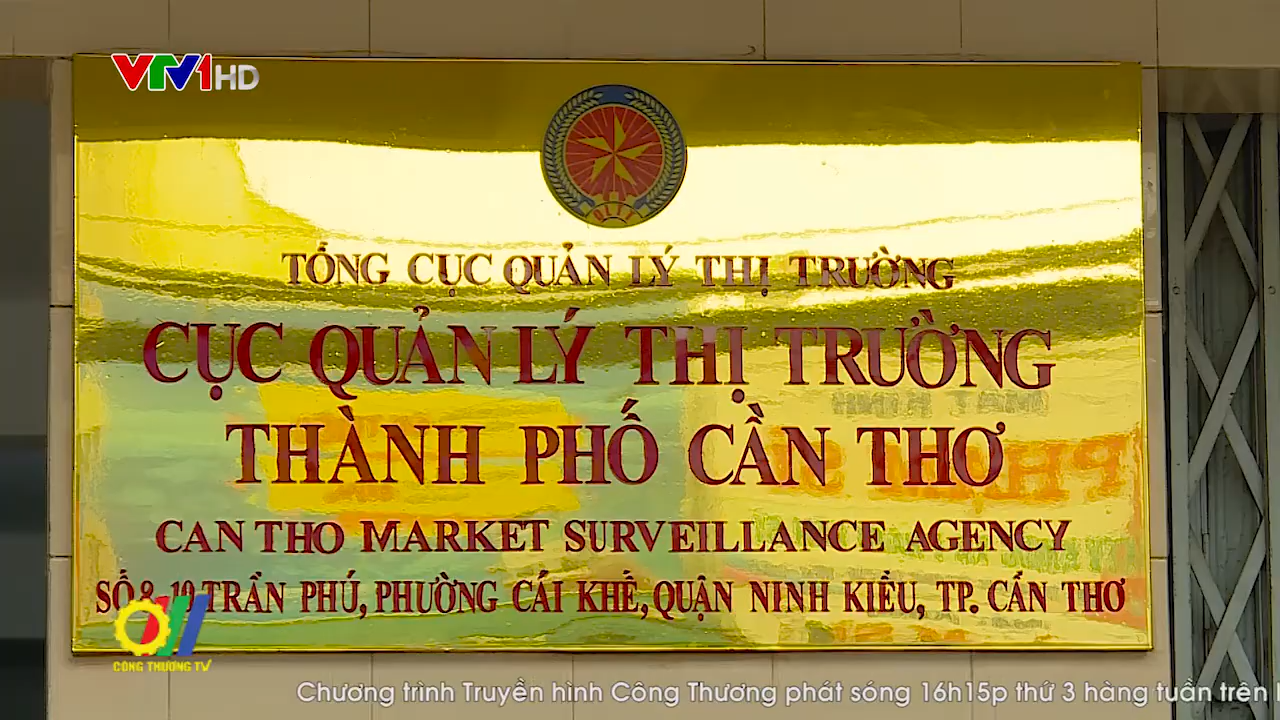 VTV1HD
TỔNG CỤC QUẢN LÝ THỊ TRƯỜNG
CỤC QUẢN LÝ THỊ TRƯỜNG
THÀNH PHỐ CẦN THƠ
CAN THO MARKET SURVEILLANCE AGENCY
SỐ 8-10 TRẦN PHÚ, PHƯỜNG CÁI KHẾ, QUẬN NINH KIỀU, TP. CẦN THƠ
CÔNG THƯƠNG TV
Chương trình Truyền hình Công Thương phát sóng 16h15p thứ 3 hàng tuần trên